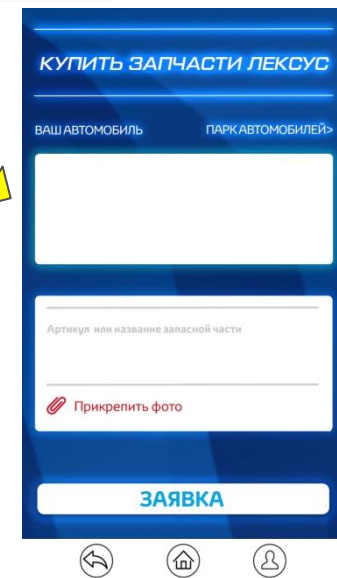 КУПИТЬ ЗАПЧАСТИ ЛЕКСУС
ВАШ АВТОМОБИЛЬ ПАРК АВТОМОБИЛЕЙ>
Артикул или название запасной части
Прикрепить фото
ЗАЯВКА